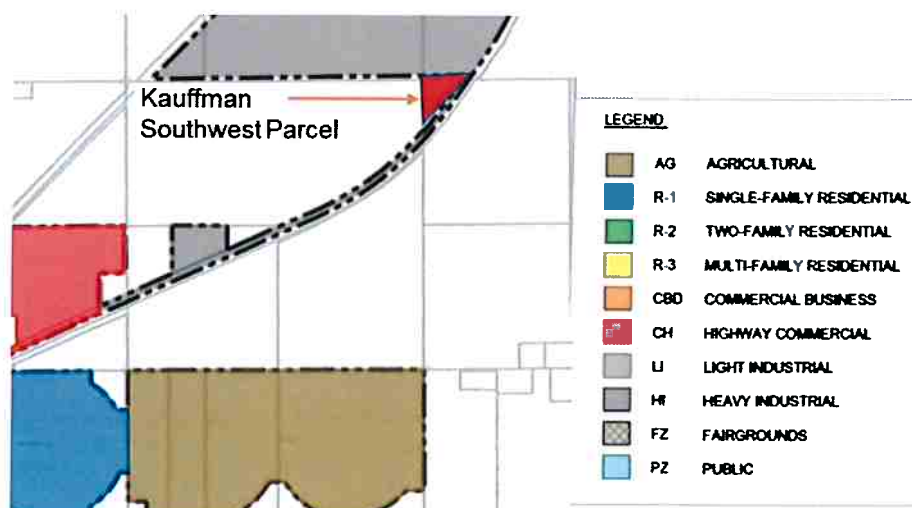 Kauffman
Southwest Parcel
LEGEND
AG AGRICULTURAL
R-1 SINGLE-FAMILY RESIDENTIAL
R-2 TWO-FAMILY RESIDENTIAL
R-3 MULTI-FAMILY RESIDENTIAL
CBD COMMERCIAL BUSINESS
CH HIGHWAY COMMERCIAL
LI LIGHT INDUSTRIAL
HI HEAVY INDUSTRIAL
FZ FAIRGROUNDS
PZ PUBLIC